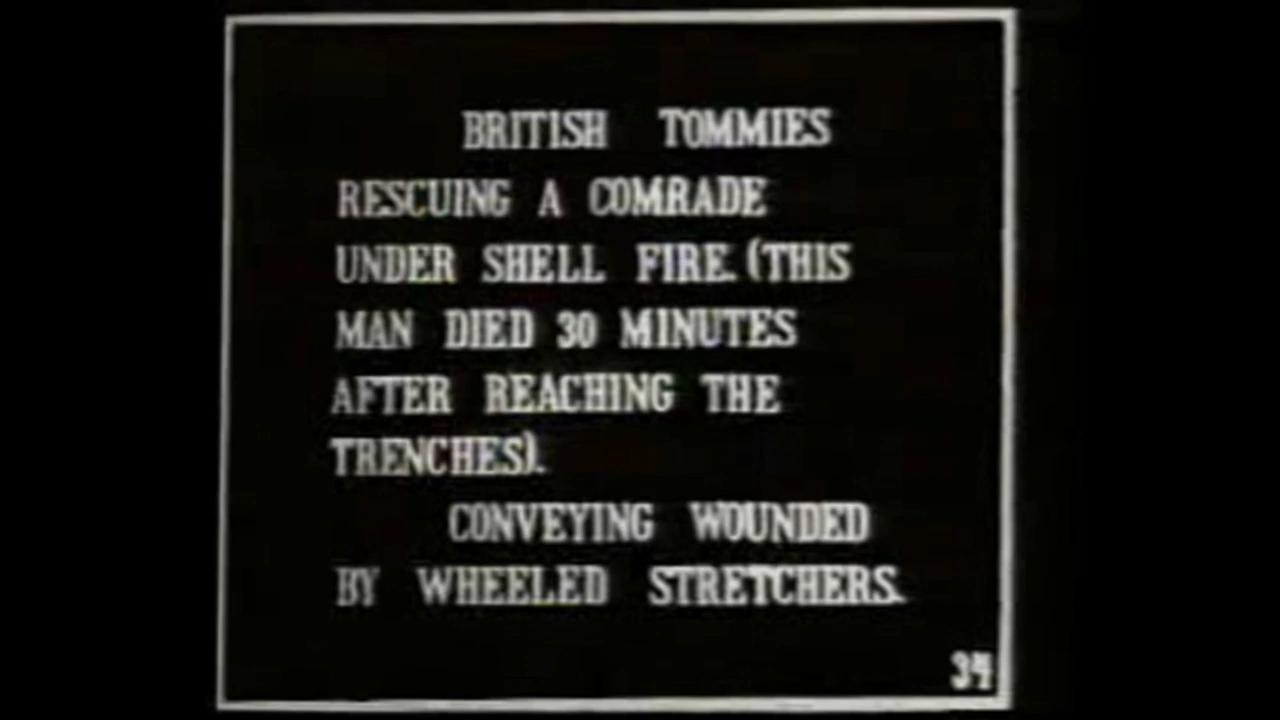 BRITISH TOMMIES
RESCUING A COMRADE
UNDER SHELL FIRE. (THIS
MAN DIED 30 MINUTES
AFTER REACHING THE
TRENCHES).
CONVEYING WOUNDED
BY WHEELED STRETCHERS.
34